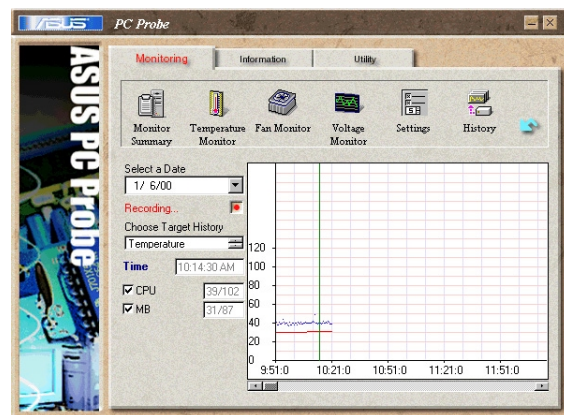 ASUS PC Probe
ASUS PC Probe
Monitoring Information Utility
Monitor Summary
Temperature Monitor
Fan Monitor
Voltage Monitor
Settings
History
Select a Date
1/ 6/00
Recording...
Choose Target History
Temperature
Time 10:14:30 AM
CPU 39/102
MB 31/87
120
100
80
60
40
20
0
9:51:0 10:21:0 10:51:0 11:21:0 11:51:0